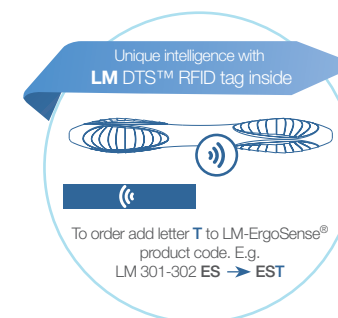 Unique intelligence with
LM DTS™ RFID tag inside
To order add letter T to LM-ErgoSense®
product code. E.g.
LM 301-302 ES → EST